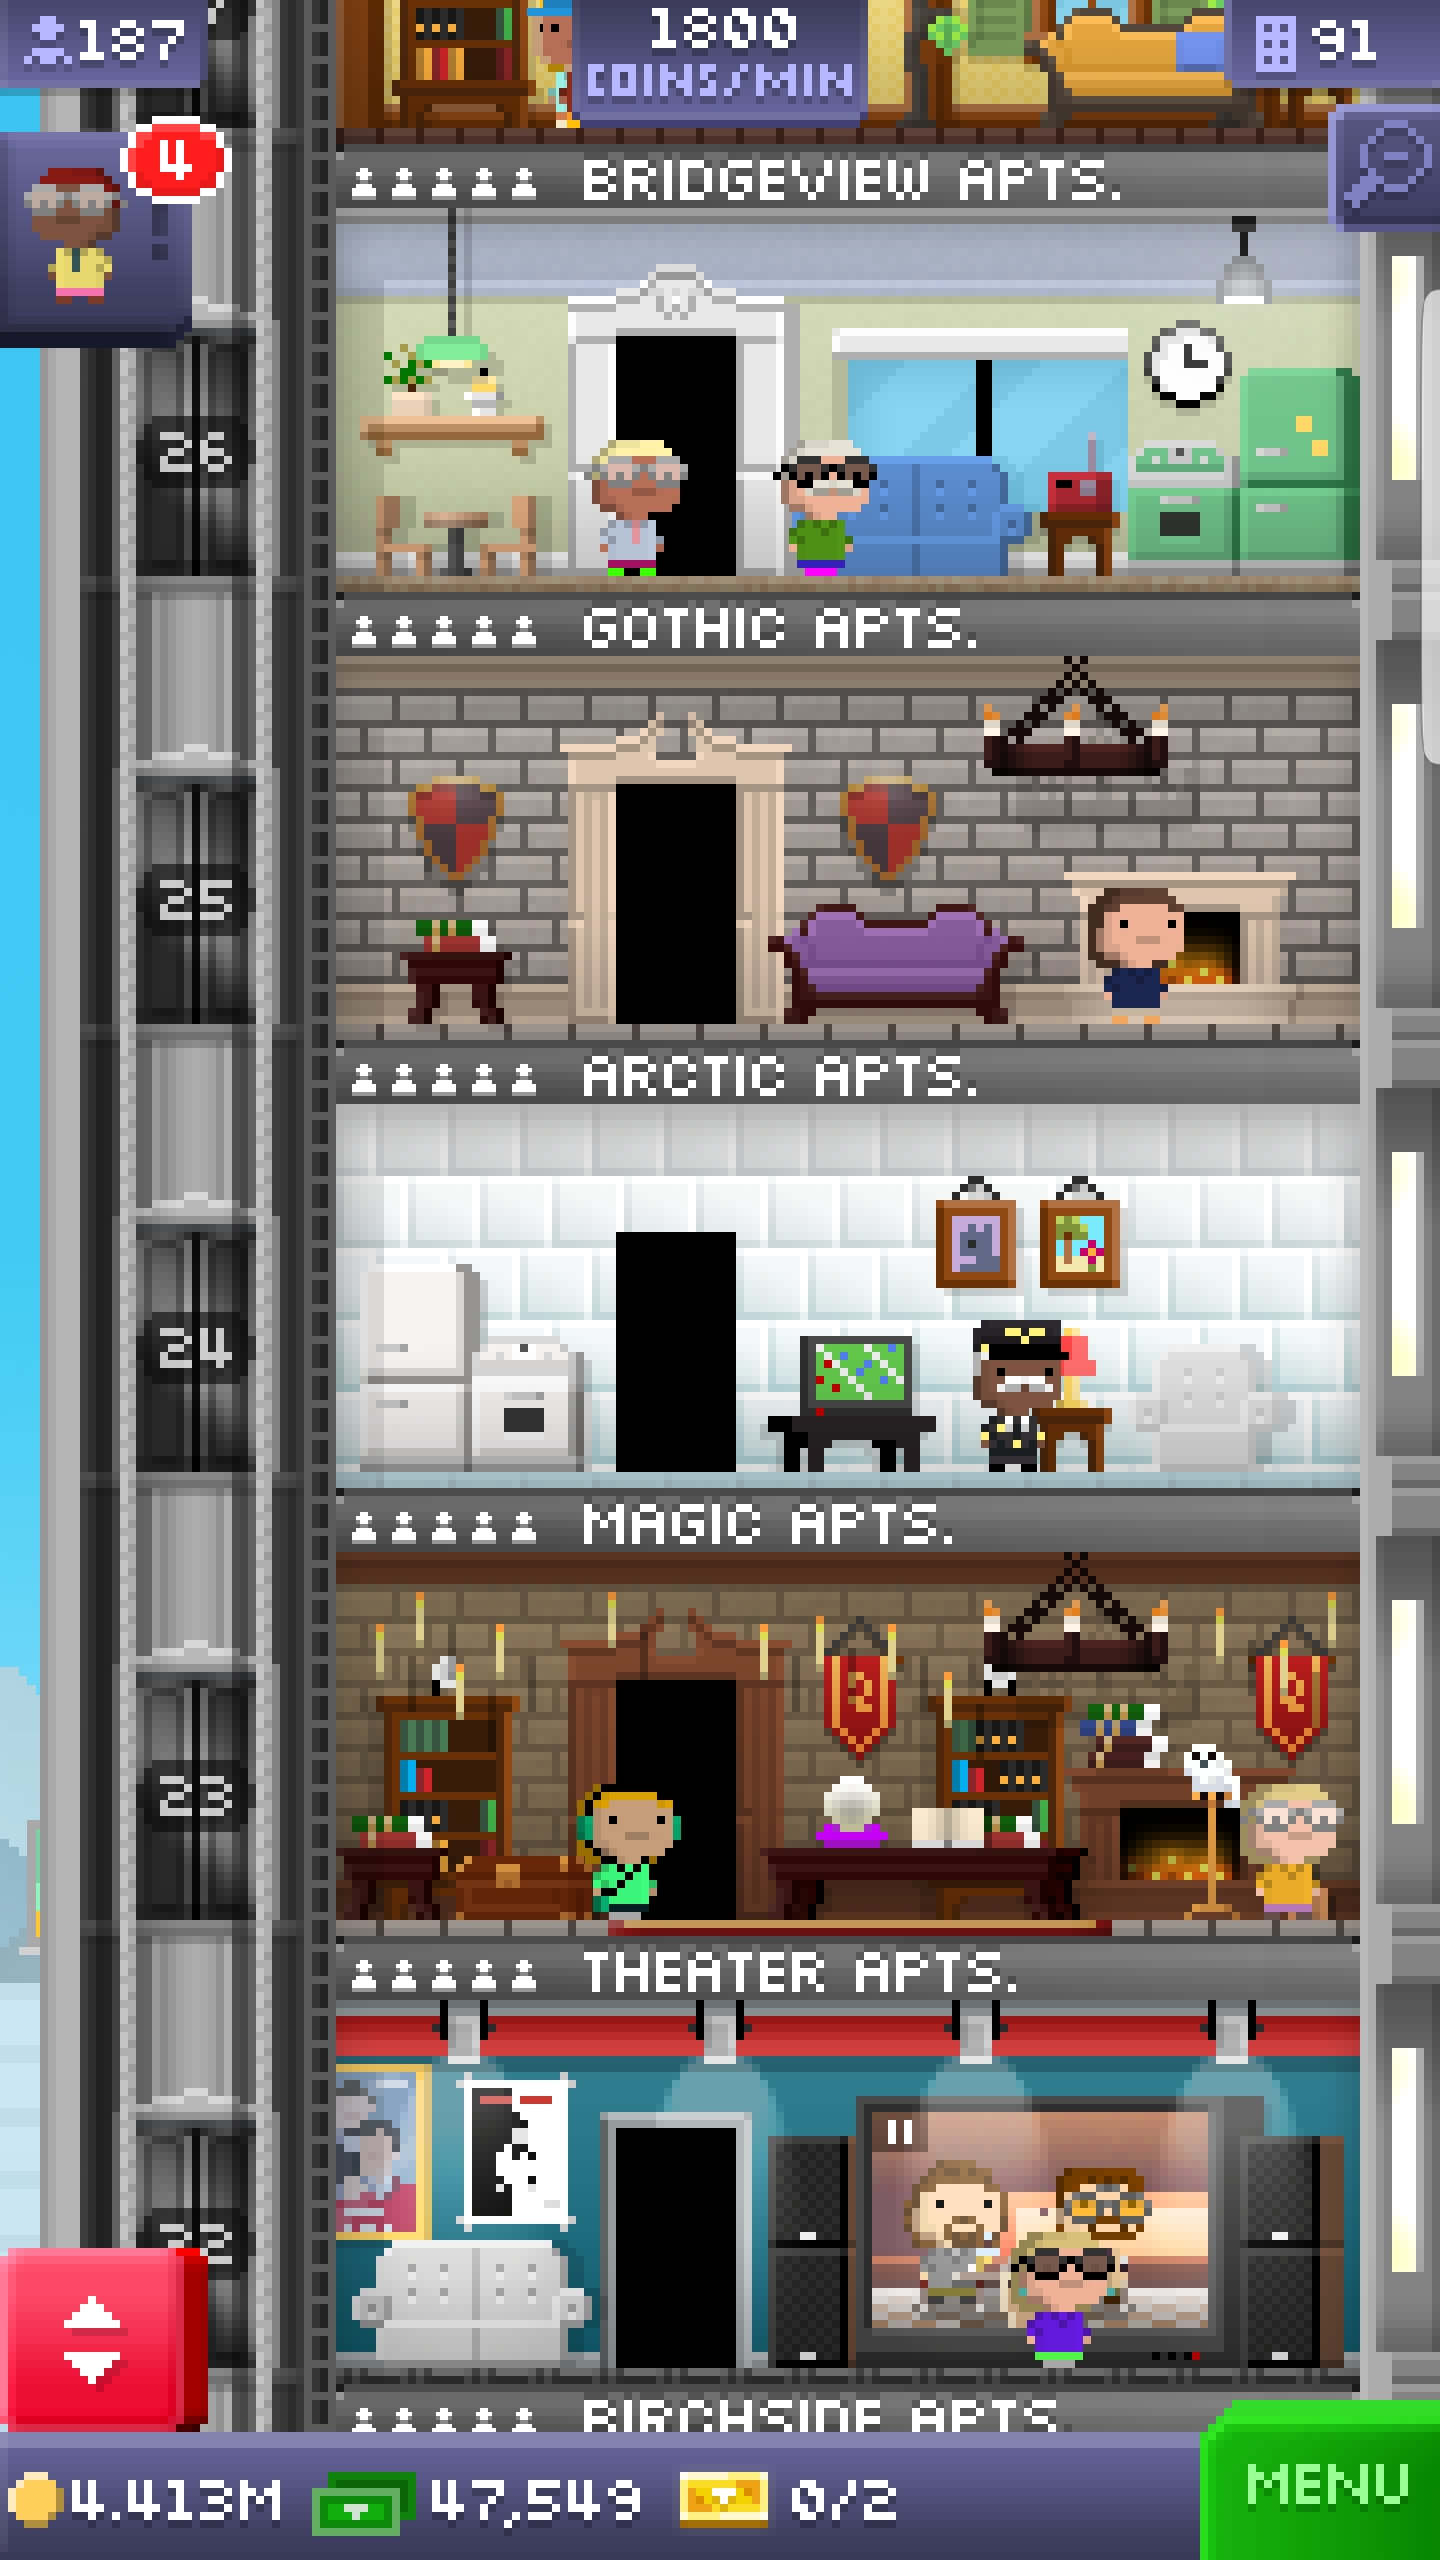 187
1800
COINS/MIN
91
4
BRIDGEVIEW APTS.
26
GOTHIC APTS.
25
ARCTIC APTS.
24
MAGIC APTS.
23
THEATER APTS.
22
BIRCHSIDE APTS.
4.413M
47,549
0/2
MENU